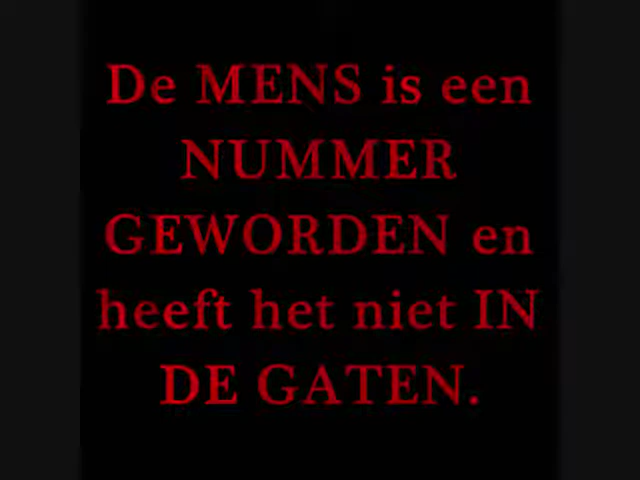 De MENS is een
NUMMER
GEWORDEN en
heeft het niet IN
DE GATEN.